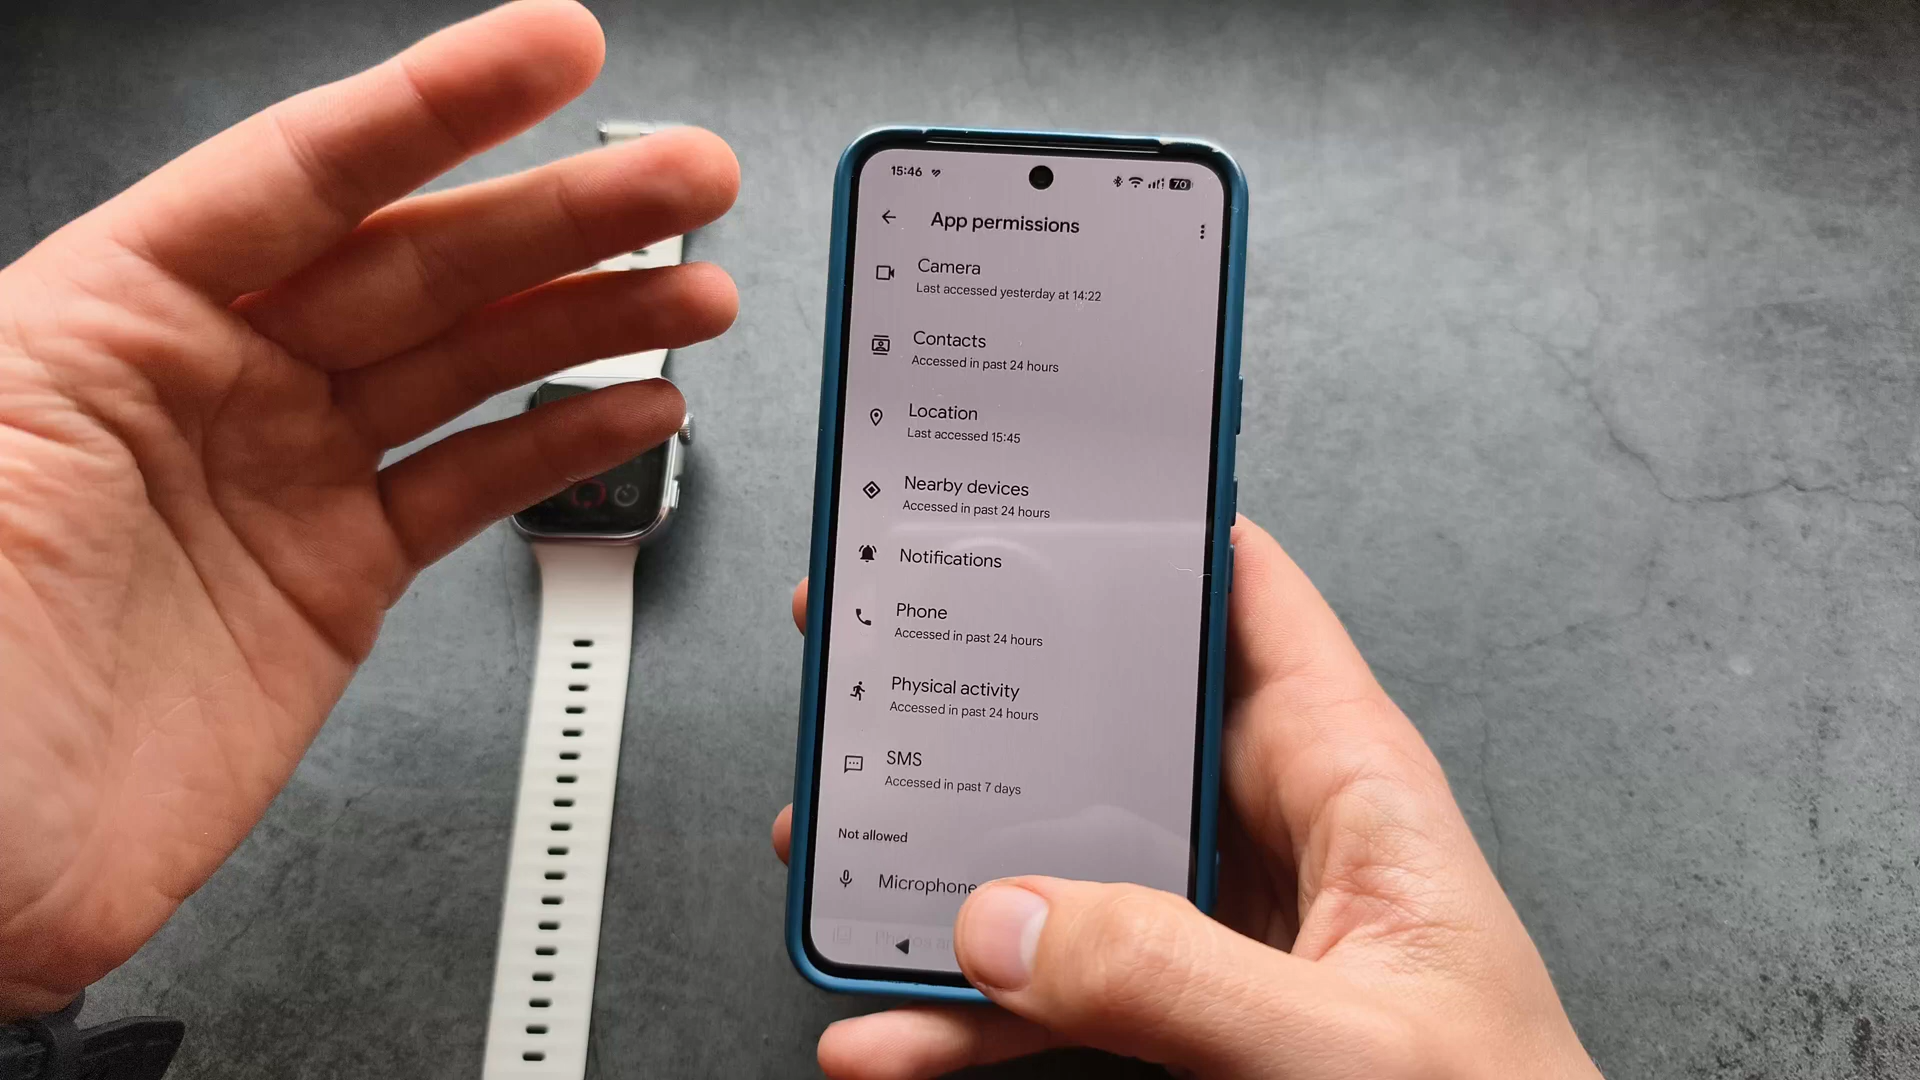 15:46
70
App permissions
Camera
Last accessed yesterday at 14:22
Contacts
Accessed in past 24 hours
Location
Last accessed 15:45
Nearby devices
Accessed in past 24 hours
Notifications
Phone
Accessed in past 24 hours
Physical activity
Accessed in past 24 hours
SMS
Accessed in past 7 days
Not allowed
Microphone